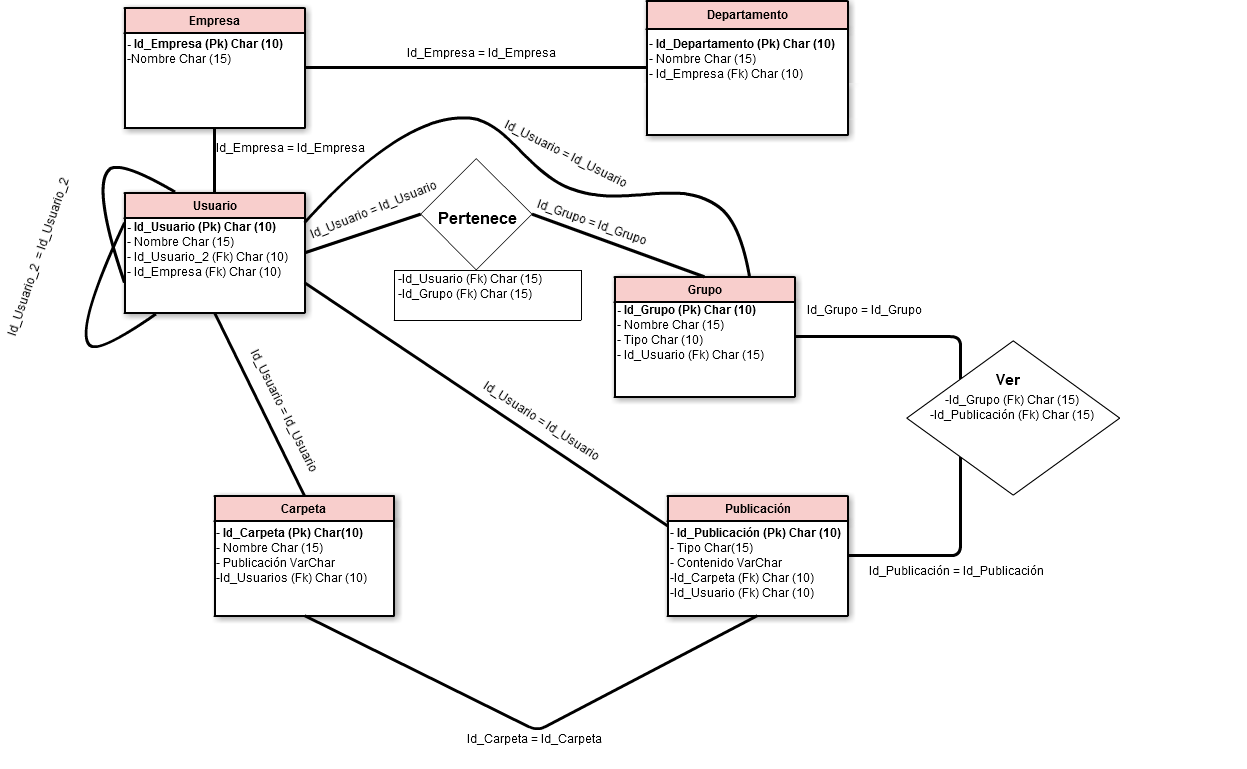 Empresa
- Id_Empresa (Pk) Char (10)
-Nombre Char (15)
Id_Empresa = Id_Empresa
Departamento
- Id_Departamento (Pk) Char (10)
- Nombre Char (15)
- Id_Empresa (Fk) Char (10)
Id_Empresa = Id_Empresa
Id_Usuario = Id_Usuario
Id_Usuario_2 = Id_Usuario_2
Usuario
- Id_Usuario (Pk) Char (10)
- Nombre Char (15)
- Id_Usuario_2 (Fk) Char (10)
- Id_Empresa (Fk) Char (10)
Id_Usuario = Id_Usuario
Pertenece
-Id_Usuario (Fk) Char (15)
-Id_Grupo (Fk) Char (15)
Id_Grupo = Id_Grupo
Grupo
- Id_Grupo (Pk) Char (10)
- Nombre Char (15)
- Tipo Char (10)
- Id_Usuario (Fk) Char (15)
Id_Grupo = Id_Grupo
Ver
-Id_Grupo (Fk) Char (15)
-Id_Publicación (Fk) Char (15)
Id_Usuario = Id_Usuario
Id_Usuario = Id_Usuario
Carpeta
- Id_Carpeta (Pk) Char(10)
- Nombre Char (15)
- Publicación VarChar
-Id_Usuarios (Fk) Char (10)
Publicación
- Id_Publicación (Pk) Char (10)
- Tipo Char(15)
- Contenido VarChar
-Id_Carpeta (Fk) Char (10)
-Id_Usuario (Fk) Char (10)
Id_Publicación = Id_Publicación
Id_Carpeta = Id_Carpeta